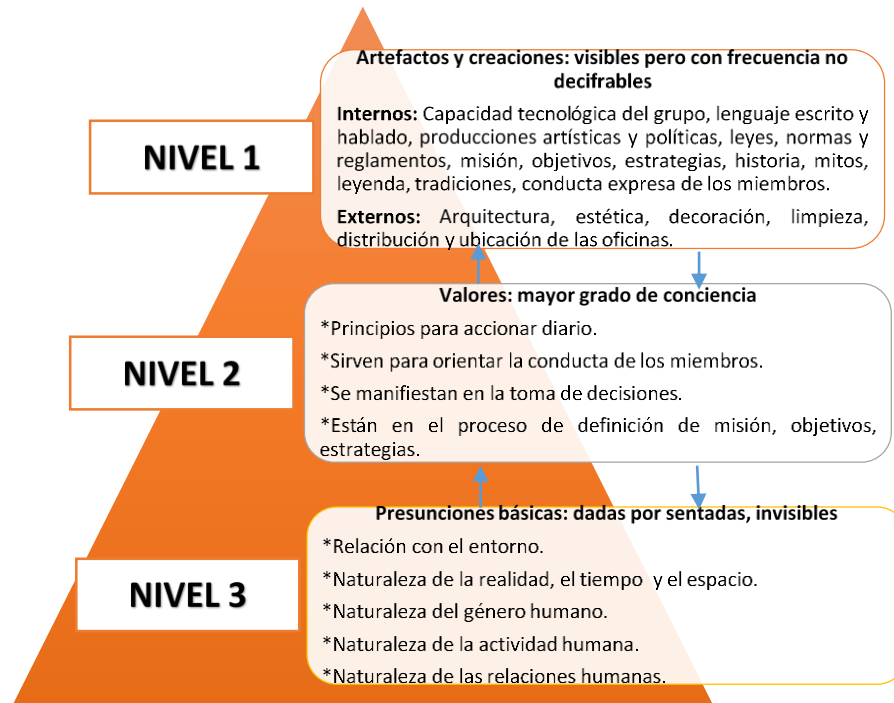 Artefactos y creaciones: visibles pero con frecuencia no
decifrables
Internos: Capacidad tecnológica del grupo, lenguaje escrito y
hablado, producciones artísticas y políticas, leyes, normas y
reglamentos, misión, objetivos, estrategias, historia, mitos,
leyenda, tradiciones, conducta expresa de los miembros.
Externos: Arquitectura, estética, decoración, limpieza,
distribución y ubicación de las oficinas.
NIVEL 1
Valores: mayor grado de conciencia
*Principios para accionar diario.
*Sirven para orientar la conducta de los miembros.
*Se manifiestan en la toma de decisiones.
*Están en el proceso de definición de misión, objetivos,
estrategias.
NIVEL 2
Presunciones básicas: dadas por sentadas, invisibles
*Relación con el entorno.
*Naturaleza de la realidad, el tiempo y el espacio.
*Naturaleza del género humano.
*Naturaleza de la actividad humana.
*Naturaleza de las relaciones humanas.
NIVEL 3